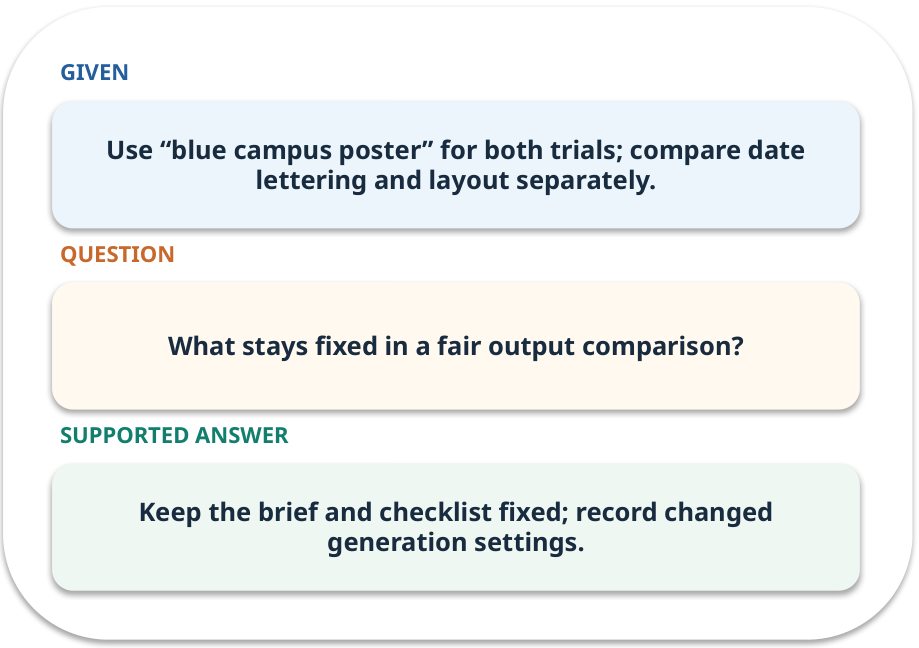 GIVEN
Use “blue campus poster” for both trials; compare date
lettering and layout separately.
QUESTION
What stays fixed in a fair output comparison?
SUPPORTED ANSWER
Keep the brief and checklist fixed; record changed
generation settings.